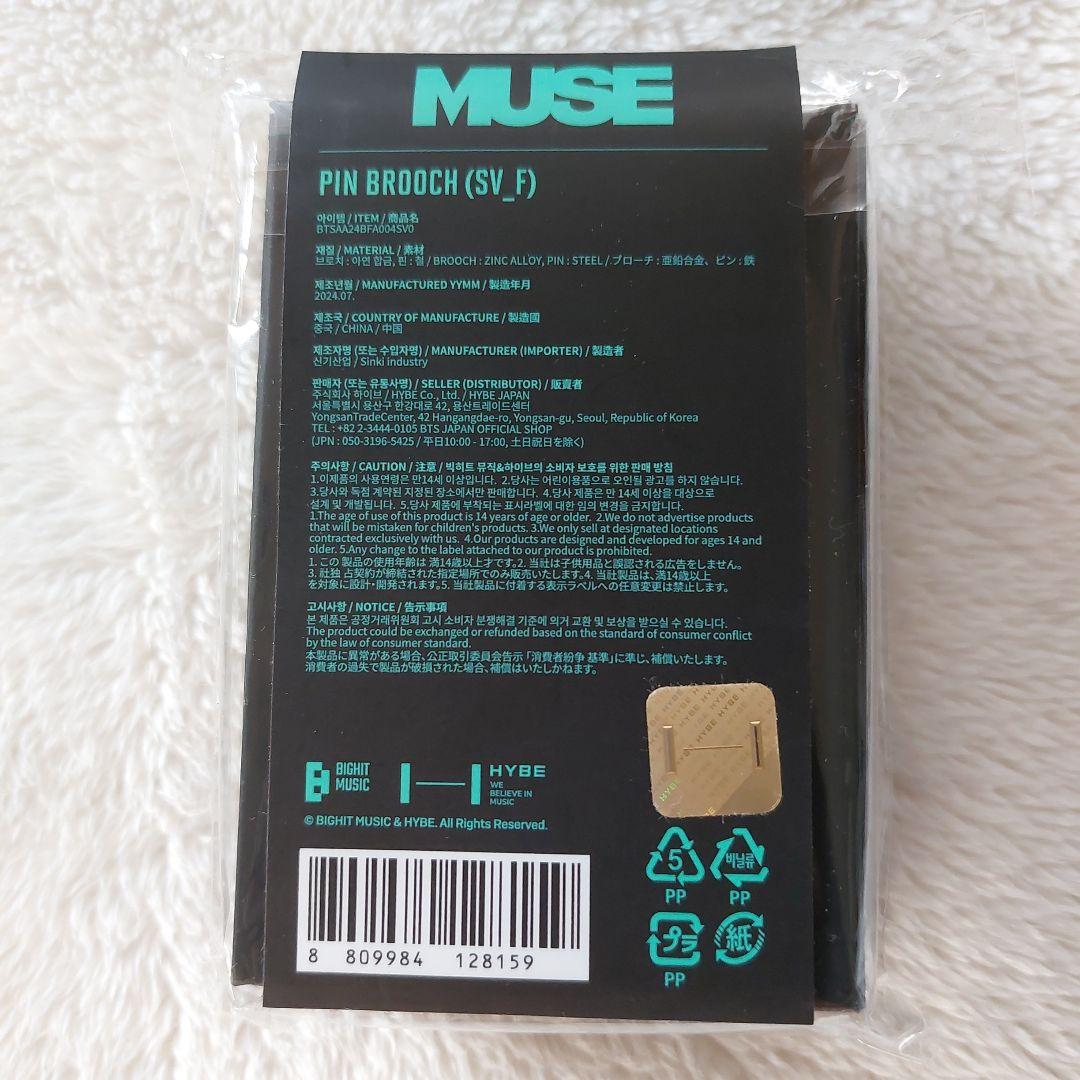 MUSE
PIN BROOCH (SV_F)
아이템 / ITEM / 商品名
BTSAA24BFA004SV0
재질 / MATERIAL / 素材
브로치 : 아연 합금, 핀 : 철 / BROOCH : ZINC ALLOY, PIN : STEEL / ブローチ : 亜鉛合金、ピン : 鉄
제조년월 / MANUFACTURED YYMM / 製造年月
2024.07.
제조국 / COUNTRY OF MANUFACTURE / 製造國
중국 / CHINA / 中国
제조자명 (또는 수입자명) / MANUFACTURER (IMPORTER) / 製造者
신기산업 / Sinki industry
판매자 (또는 유통사명) / SELLER (DISTRIBUTOR) / 販賣者
주식회사 하이브 / HYBE Co., Ltd. / HYBE JAPAN
서울특별시 용산구 한강대로 42, 용산트레이드센터
YongsanTradeCenter, 42 Hangangdae-ro, Yongsan-gu, Seoul, Republic of Korea
TEL : +82 2-3444-0105 BTS JAPAN OFFICIAL SHOP
(JPN : 050-3196-5425 / 平日10:00 - 17:00, 土日祝日を除く)
주의사항 / CAUTION / 注意 / 빅히트 뮤직&하이브의 소비자 보호를 위한 판매 방침
1.이제품의 사용연령은 만14세 이상입니다. 2.당사는 어린이용품으로 오인될 광고를 하지 않습니다.
3.당사와 독점 계약된 지정된 장소에서만 판매합니다. 4.당사 제품은 만 14세 이상을 대상으로
설계 및 개발됩니다. 5.당사 제품에 부착되는 표시라벨에 대한 임의 변경을 금지합니다.
1.The age of use of this product is 14 years of age or older. 2.We do not advertise products
that will be mistaken for children's products. 3.We only sell at designated locations
contracted exclusively with us. 4.Our products are designed and developed for ages 14 and
older. 5.Any change to the label attached to our product is prohibited.
1. この 製品の使用年齢は 満14歳以上才です。2. 当社は子供用品と誤認される広告をしません。
3. 社独 占契約が締結された指定場所でのみ販売いたします。4. 当社製品は、満14歳以上
を対象に設計・開発されます。5. 当社製品に付着する表示ラベルへの任意変更は禁止します。
고시사항 / NOTICE / 告示事項
본 제품은 공정거래위원회 고시 소비자 분쟁해결 기준에 의거 교환 및 보상을 받으실 수 있습니다.
The product could be exchanged or refunded based on the standard of consumer conflict
by the law of consumer standard.
本製品に異常がある場合、公正取引委員会告示「消費者紛争 基準」に準じ、補償いたします。
消費者の過失で製品が破損された場合、補償はいたしかねます。
BIGHIT
MUSIC
HYBE
WE
BELIEVE IN
MUSIC
© BIGHIT MUSIC & HYBE. All Rights Reserved.
8 809984 128159
HYBE HYBE HYBE
5
PP
비닐류
PP
プラ
PP
紙